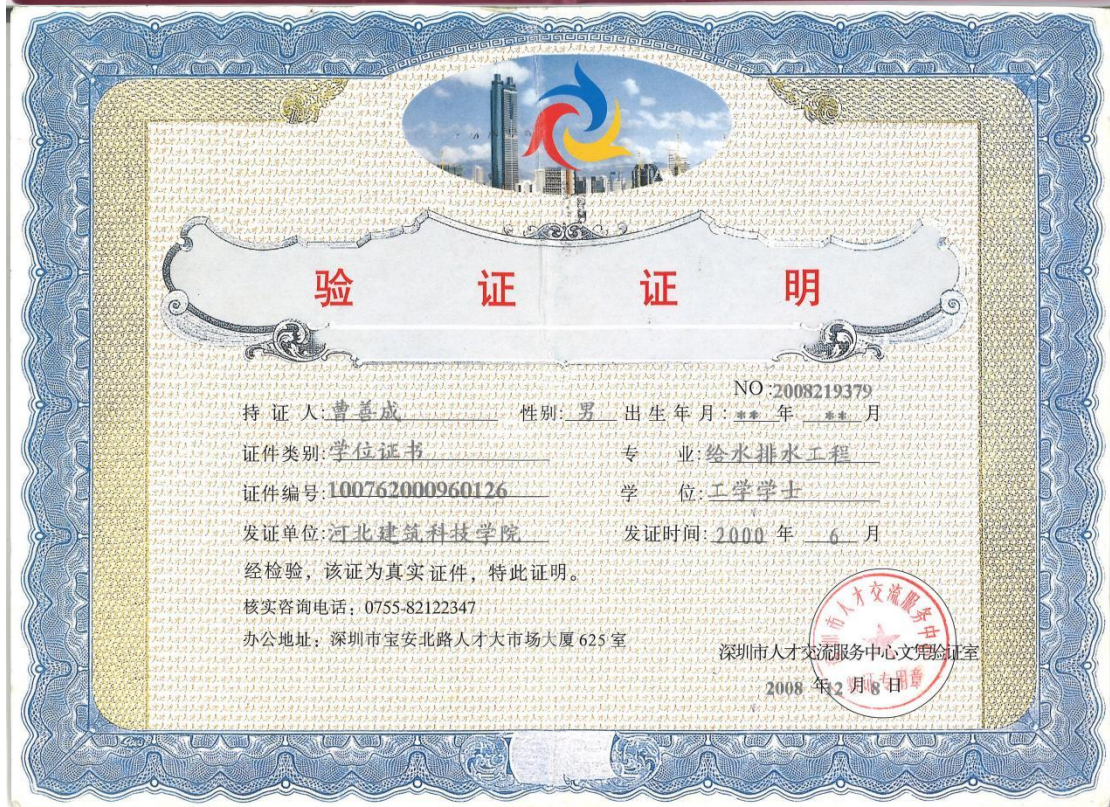 验证证明
NO:2008219379
持 证 人:曹善成 性别: 男 出生年月: ** 年 ** 月
证件类别:学位证书 专 业:给水排水工程
证件编号:100762000960126 学 位:工学学士
发证单位:河北建筑科技学院 发证时间: 2000 年 6 月
经检验，该证为真实证件，特此证明。
核实咨询电话：0755-82122347
办公地址：深圳市宝安北路人才大市场大厦 625 室
深圳市人才交流服务中心文凭验证室
2008 年12 月 8 日